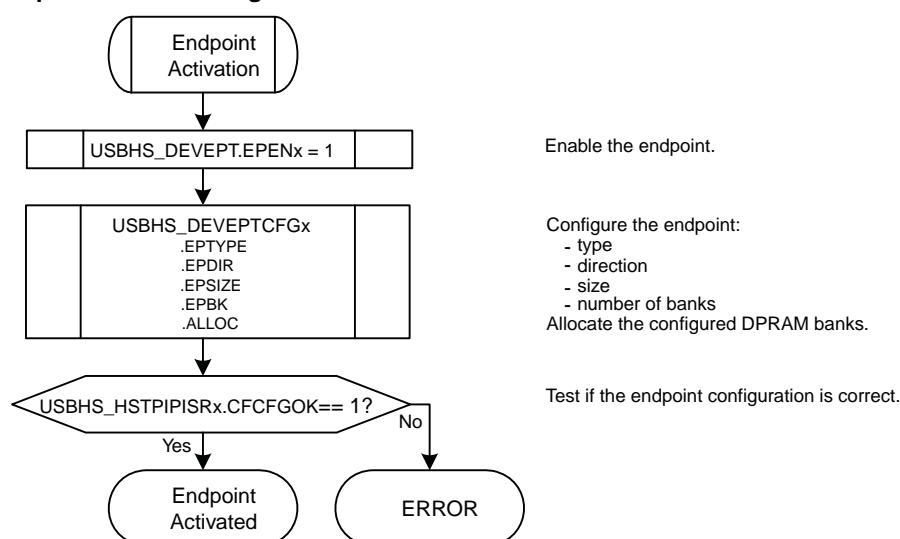 Endpoint
Activation
USBHS_DEVEPT.EPENx = 1
Enable the endpoint.
USBHS_DEVEPTCFGx
.EPTYPE
.EPDIR
.EPSIZE
.EPBK
.ALLOC
Configure the endpoint:
- type
- direction
- size
- number of banks
Allocate the configured DPRAM banks.
USBHS_HSTPIPISRx.CFCFGOK== 1?
Test if the endpoint configuration is correct.
Yes
No
Endpoint
Activated
ERROR